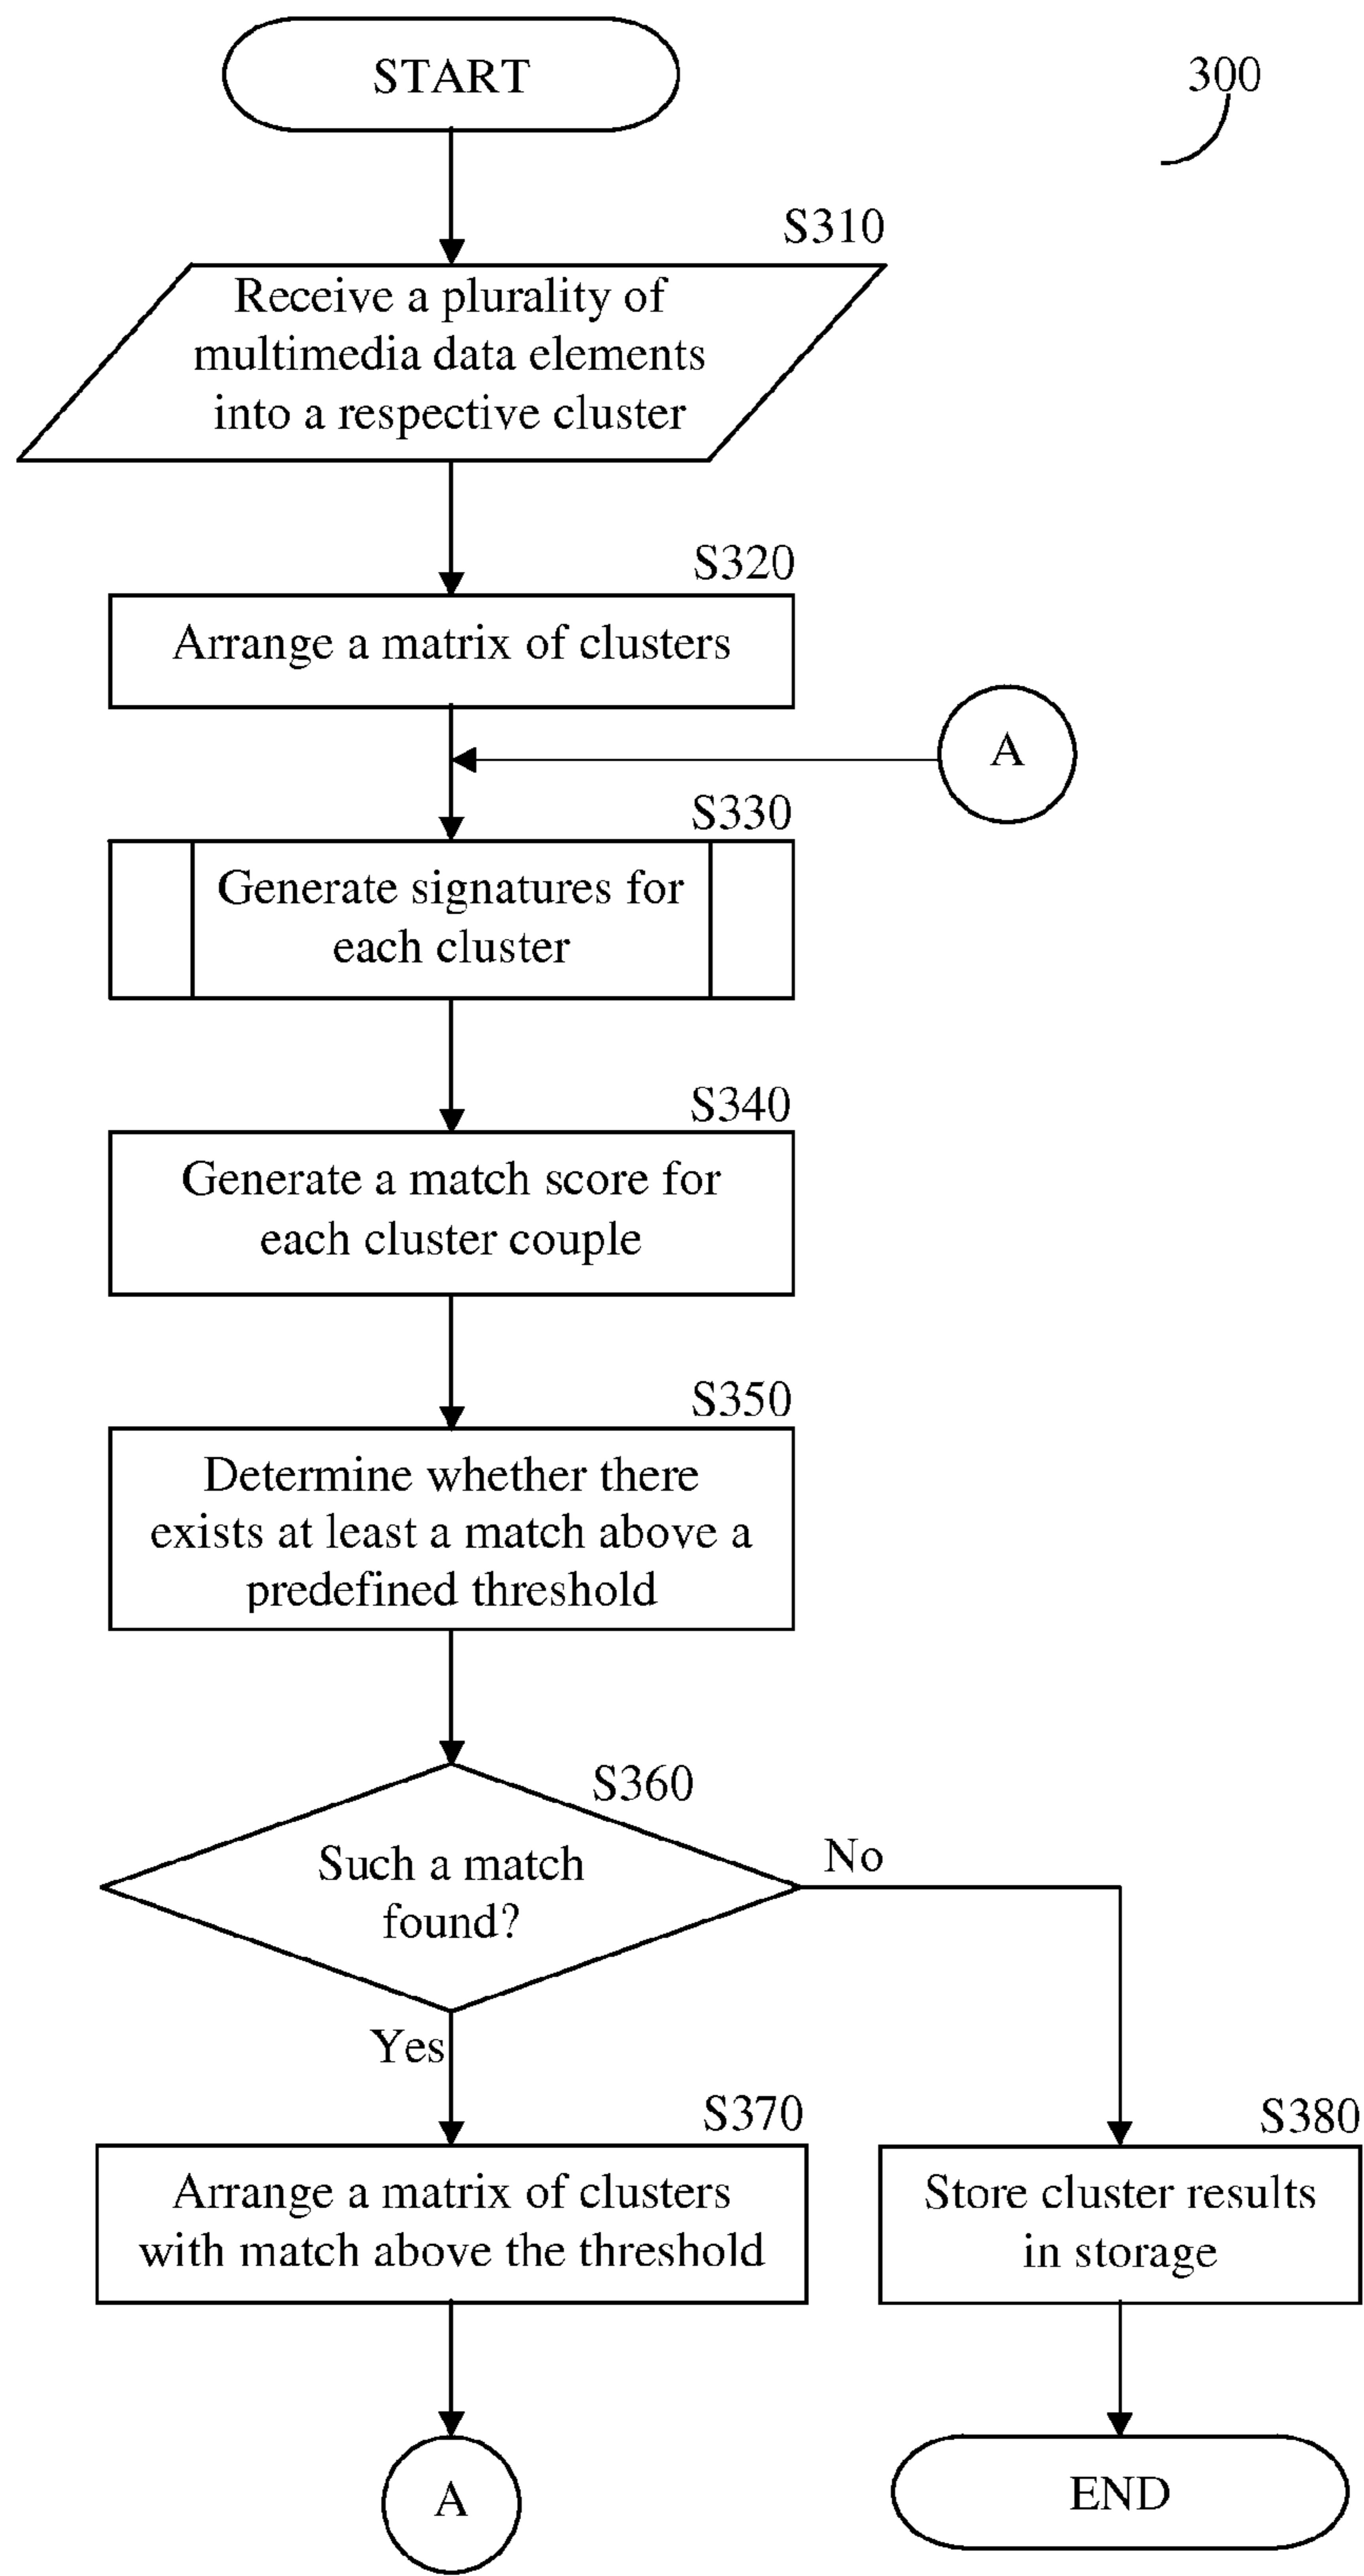 START
300
S310
Receive a plurality of
multimedia data elements
into a respective cluster
S320
Arrange a matrix of clusters
A
S330
Generate signatures for
each cluster
S340
Generate a match score for
each cluster couple
S350
Determine whether there
exists at least a match above a
predefined threshold
S360
Such a match
found?
No
Yes
S370
Arrange a matrix of clusters
with match above the threshold
S380
Store cluster results
in storage
A
END